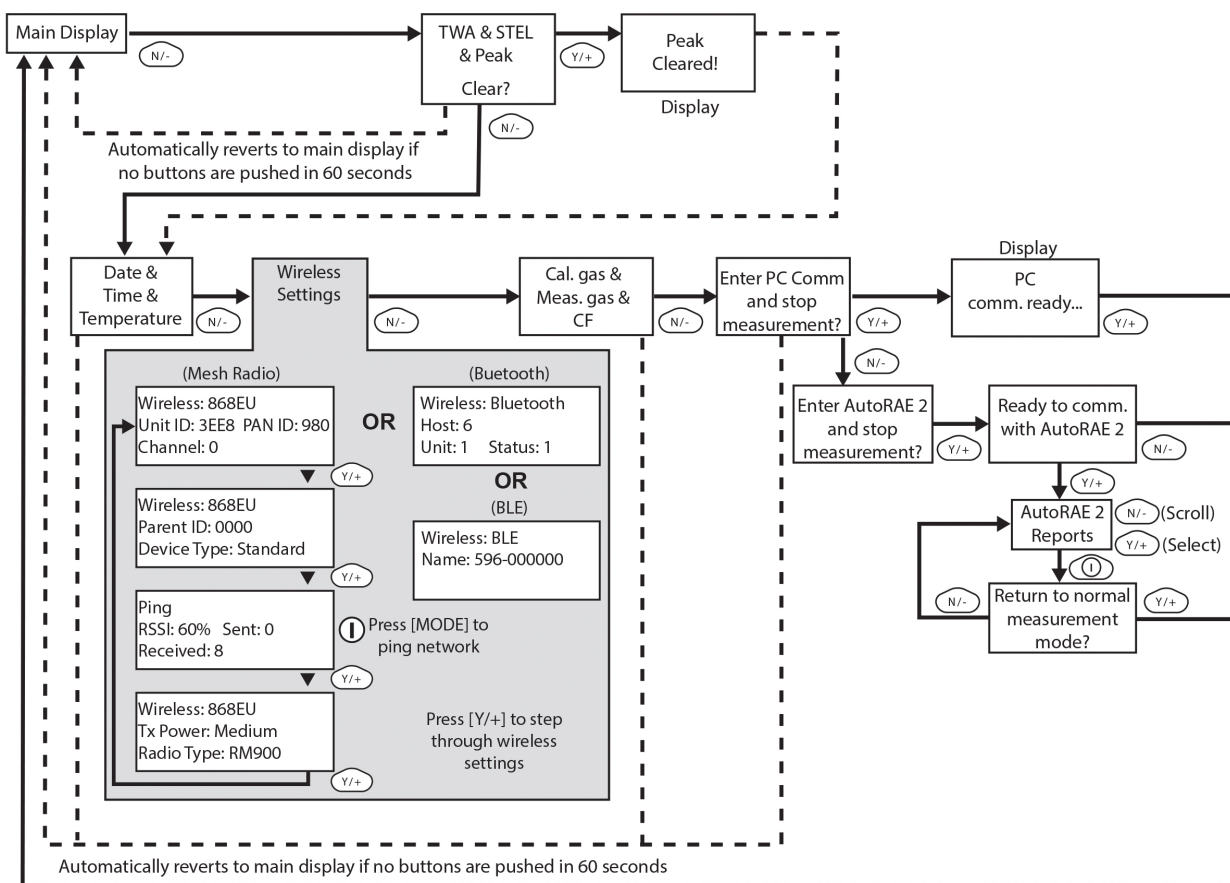 Main Display
N/-
TWA & STEL
& Peak
Clear?
Y/+
Peak
Cleared!
Display
N/-
Automatically reverts to main display if
no buttons are pushed in 60 seconds
Date &
Time &
Temperature
N/-
Wireless
Settings
N/-
Cal. gas &
Meas. gas &
CF
N/-
Enter PC Comm
and stop
measurement?
Y/+
Display
PC
comm. ready...
Y/+
N/-
(Mesh Radio)
Wireless: 868EU
Unit ID: 3EE8 PAN ID: 980
Channel: 0
Y/+
Wireless: 868EU
Parent ID: 0000
Device Type: Standard
Y/+
Ping
RSSI: 60% Sent: 0
Received: 8
Press [MODE] to
ping network
Y/+
Wireless: 868EU
Tx Power: Medium
Radio Type: RM900
Y/+
OR
(Buetooth)
Wireless: Bluetooth
Host: 6
Unit: 1 Status: 1
OR
(BLE)
Wireless: BLE
Name: 596-000000
Press [Y/+] to step
through wireless
settings
Enter AutoRAE 2
and stop
measurement?
Y/+
Ready to comm.
with AutoRAE 2
N/-
Y/+
AutoRAE 2
Reports
N/- (Scroll)
Y/+ (Select)
N/-
Return to normal
measurement
mode?
Y/+
Automatically reverts to main display if no buttons are pushed in 60 seconds